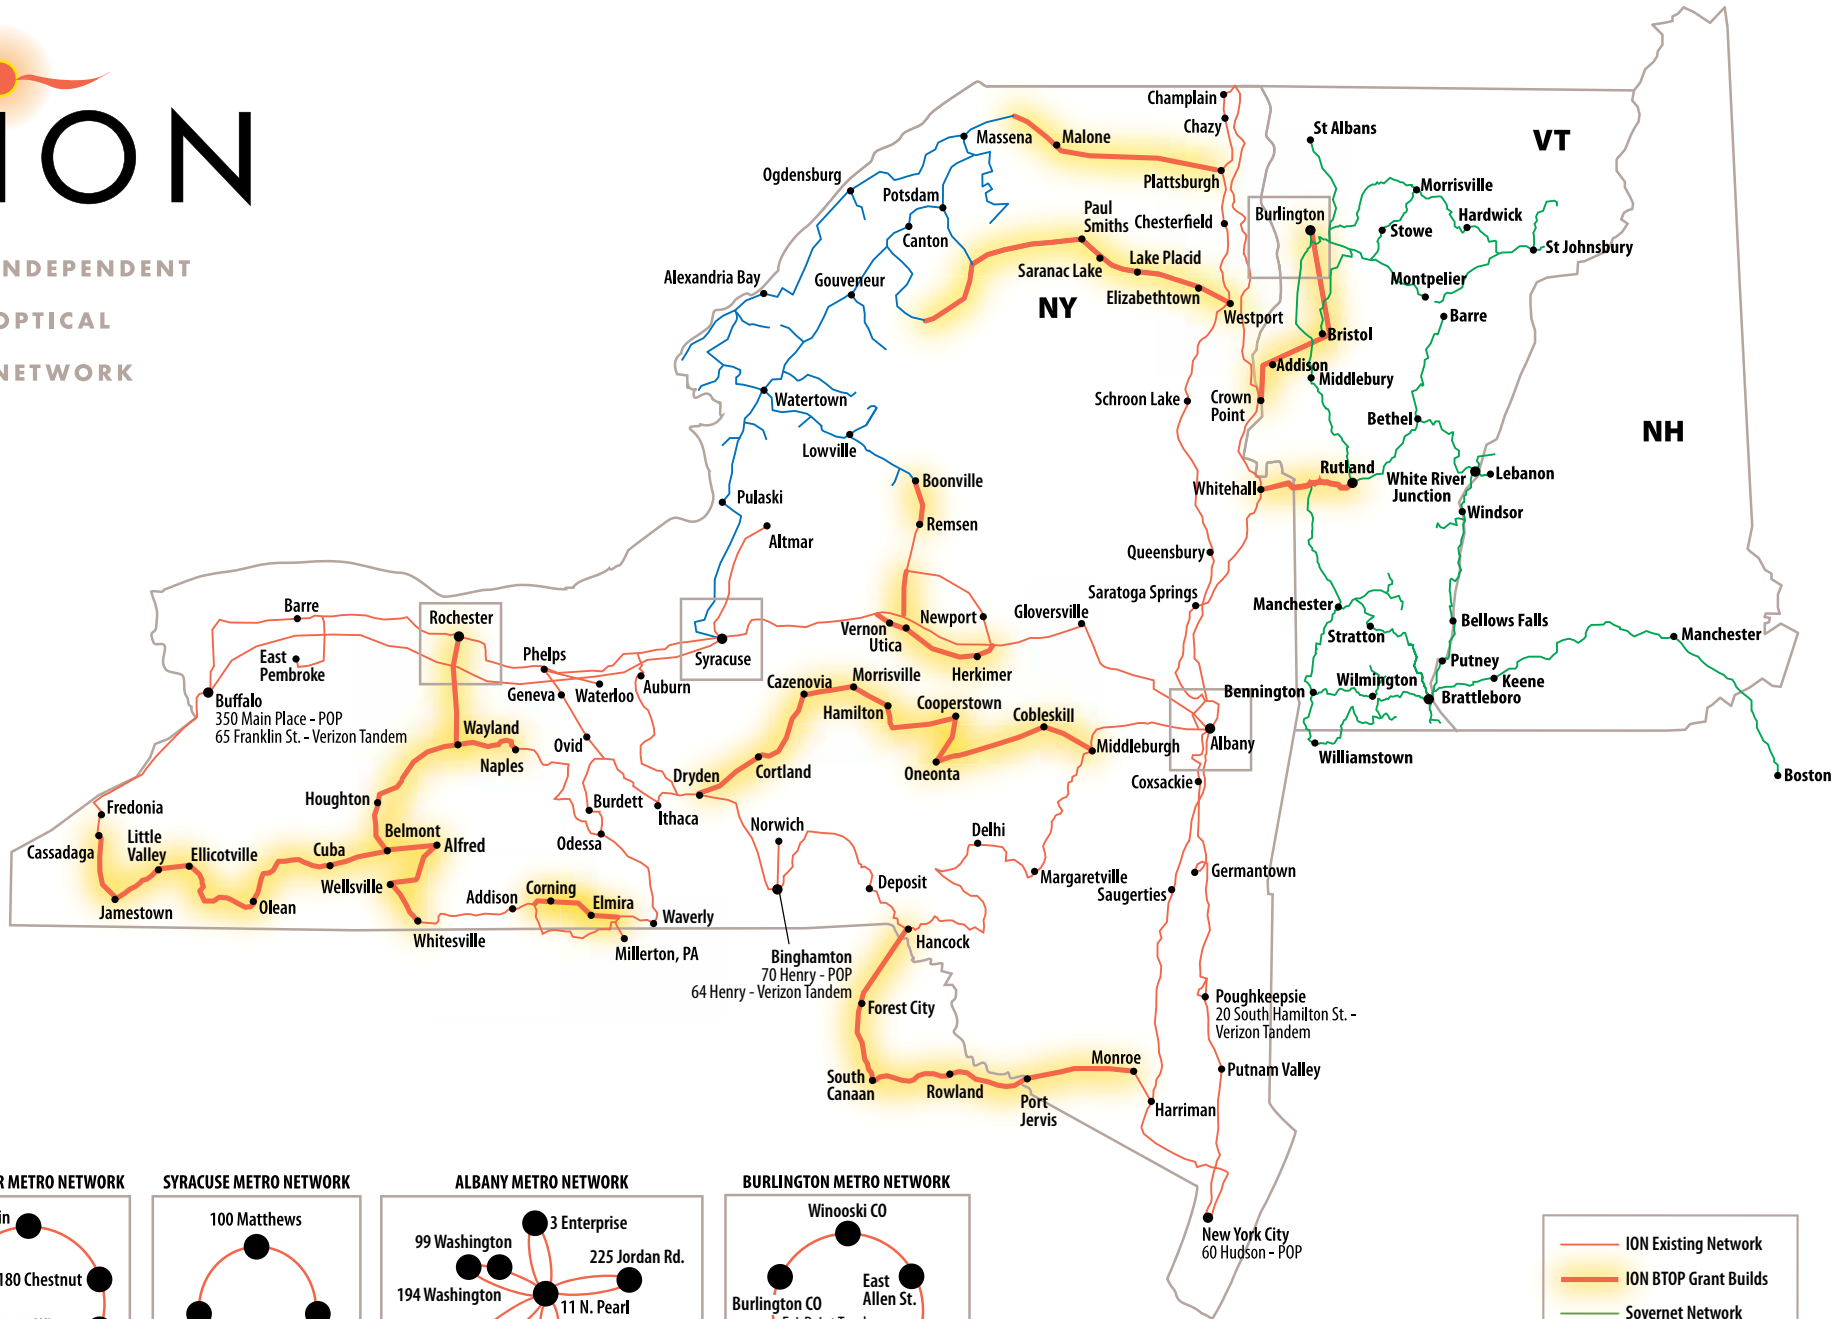 ION
INDEPENDENT
OPTICAL
NETWORK
Champlain
Chazy
Massena
Malone
Plattsburgh
Ogdensburg
Potsdam
Canton
Paul
Smiths
Chesterfield
Saranac Lake
Lake Placid
Elizabethtown
Westport
Alexandria Bay
Gouveneur
NY
VT
NH
St Albans
Burlington
Morrisville
Hardwick
Stowe
St Johnsbury
Montpelier
Barre
Bristol
Addison
Middlebury
Crown
Point
Schroon Lake
Bethel
Rutland
White River
Junction
Lebanon
Windsor
Whitehall
Watertown
Lowville
Boonville
Remsen
Pulaski
Altmar
Queensbury
Saratoga Springs
Gloversville
Newport
Vernon
Utica
Herkimer
Syracuse
Rochester
Barre
East
Pembroke
Buffalo
350 Main Place - POP
65 Franklin St. - Verizon Tandem
Phelps
Geneva
Waterloo
Auburn
Ovid
Wayland
Naples
Houghton
Fredonia
Cassadaga
Little
Valley
Ellicotville
Jamestown
Olean
Cuba
Belmont
Alfred
Wellsville
Whitesville
Addison
Corning
Elmira
Waverly
Millerton, PA
Burdett
Odessa
Ithaca
Dryden
Cortland
Cazenovia
Morrisville
Hamilton
Cooperstown
Oneonta
Cobleskill
Middleburgh
Albany
Coxsackie
Norwich
Binghamton
70 Henry - POP
64 Henry - Verizon Tandem
Deposit
Delhi
Margaretville
Hancock
Saugerties
Germantown
Forest City
South
Canaan
Rowland
Port
Jervis
Monroe
Harriman
Poughkeepsie
20 South Hamilton St. -
Verizon Tandem
Putnam Valley
New York City
60 Hudson - POP
Manchester
Stratton
Bellows Falls
Putney
Keene
Wilmington
Brattleboro
Bennington
Williamstown
Manchester
Boston
R METRO NETWORK
180 Chestnut
SYRACUSE METRO NETWORK
100 Matthews
ALBANY METRO NETWORK
3 Enterprise
99 Washington
225 Jordan Rd.
194 Washington
11 N. Pearl
BURLINGTON METRO NETWORK
Winooski CO
East
Allen St.
Burlington CO
ION Existing Network
ION BTOP Grant Builds
Sovernet Network